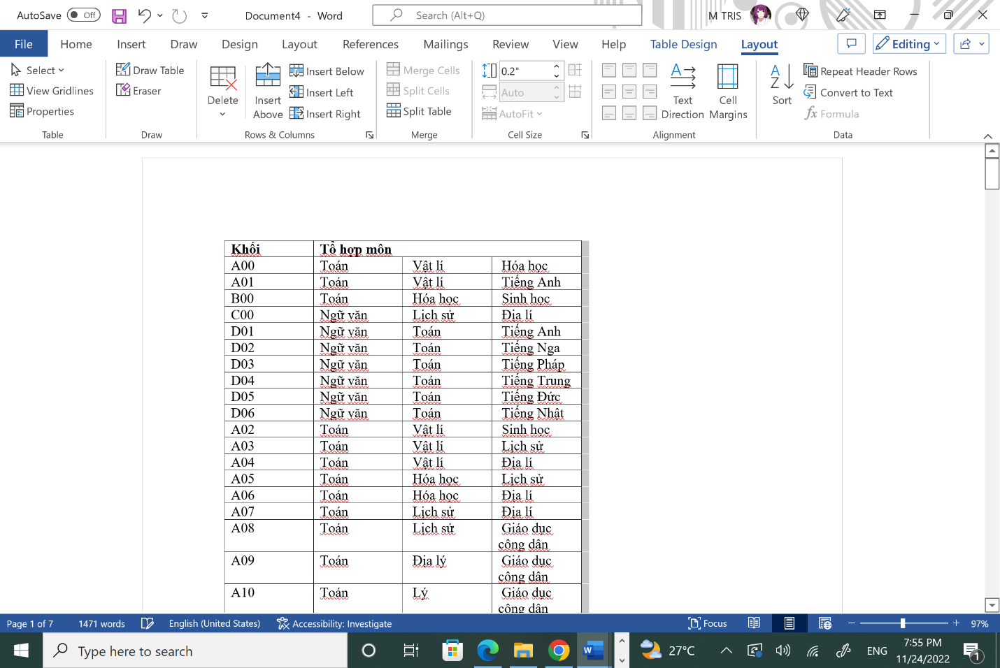 AutoSave Off Document4 - Word Search (Alt+Q) M TRIS
File Home Insert Draw Design Layout References Mailings Review View Help Table Design Layout Editing
Select Draw Table Delete Insert Above Insert Below Merge Cells 0.2" Text Direction Cell Margins Sort Repeat Header Rows
View Gridlines Eraser Insert Left Split Cells Auto Convert to Text
Properties Insert Right Split Table AutoFit Formula
Table Draw Rows & Columns Merge Cell Size Alignment Data
Khối Tổ hợp môn
A00 Toán Vật lí Hóa học
A01 Toán Vật lí Tiếng Anh
B00 Toán Hóa học Sinh học
C00 Ngữ văn Lịch sử Địa lí
D01 Ngữ văn Toán Tiếng Anh
D02 Ngữ văn Toán Tiếng Nga
D03 Ngữ văn Toán Tiếng Pháp
D04 Ngữ văn Toán Tiếng Trung
D05 Ngữ văn Toán Tiếng Đức
D06 Ngữ văn Toán Tiếng Nhật
A02 Toán Vật lí Sinh học
A03 Toán Vật lí Lịch sử
A04 Toán Vật lí Địa lí
A05 Toán Hóa học Lịch sử
A06 Toán Hóa học Địa lí
A07 Toán Lịch sử Địa lí
A08 Toán Lịch sử Giáo dục
công dân
A09 Toán Địa lý Giáo dục
công dân
A10 Toán Lý Giáo dục
công dân
Page 1 of 7 1471 words English (United States) Accessibility: Investigate Focus 97%
Type here to search 27°C ENG 7:55 PM
11/24/2022 1